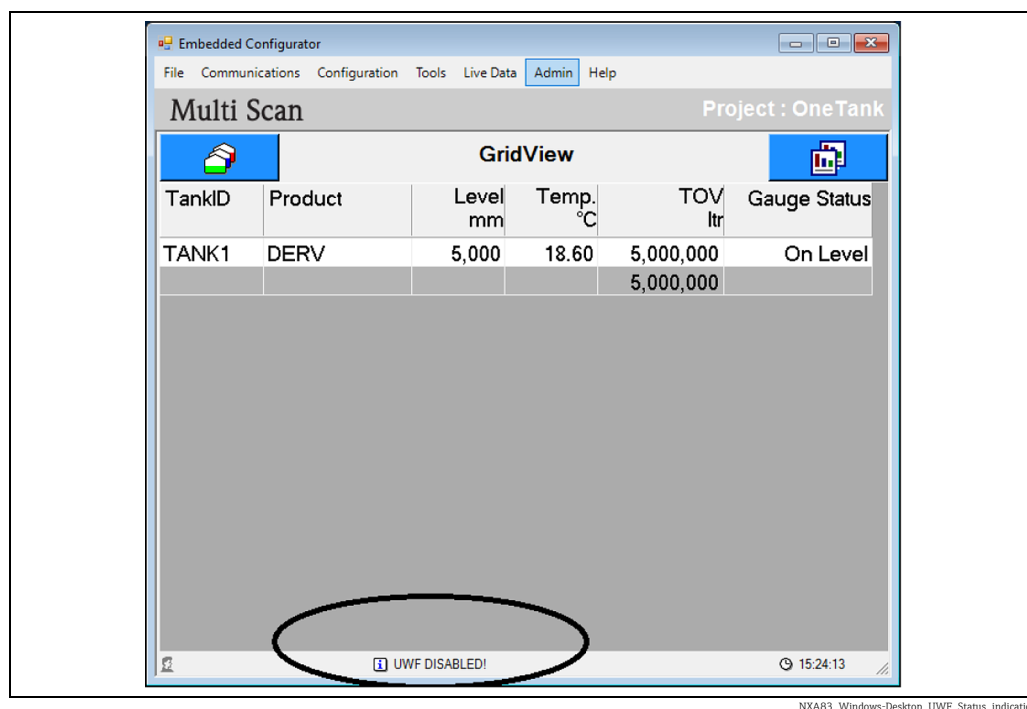 Embedded Configurator
File Communications Configuration Tools Live Data Admin Help
Multi Scan Project : OneTank
GridView
TankID Product Level Temp. TOV Gauge Status
mm °C ltr
TANK1 DERV 5,000 18.60 5,000,000 On Level
5,000,000
UWF DISABLED! 15:24:13
NXA83_Windows-Desktop_UWF_Status_indicatio